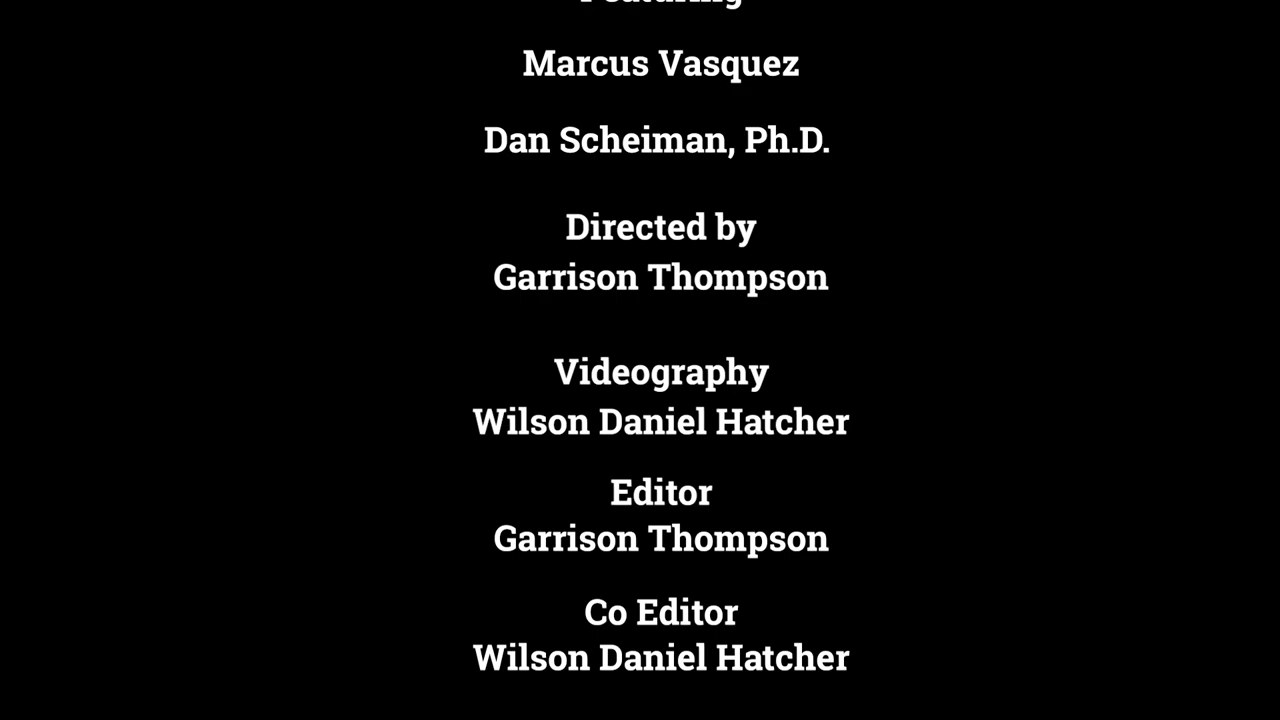 Featuring
Marcus Vasquez
Dan Scheiman, Ph.D.
Directed by
Garrison Thompson
Videography
Wilson Daniel Hatcher
Editor
Garrison Thompson
Co Editor
Wilson Daniel Hatcher